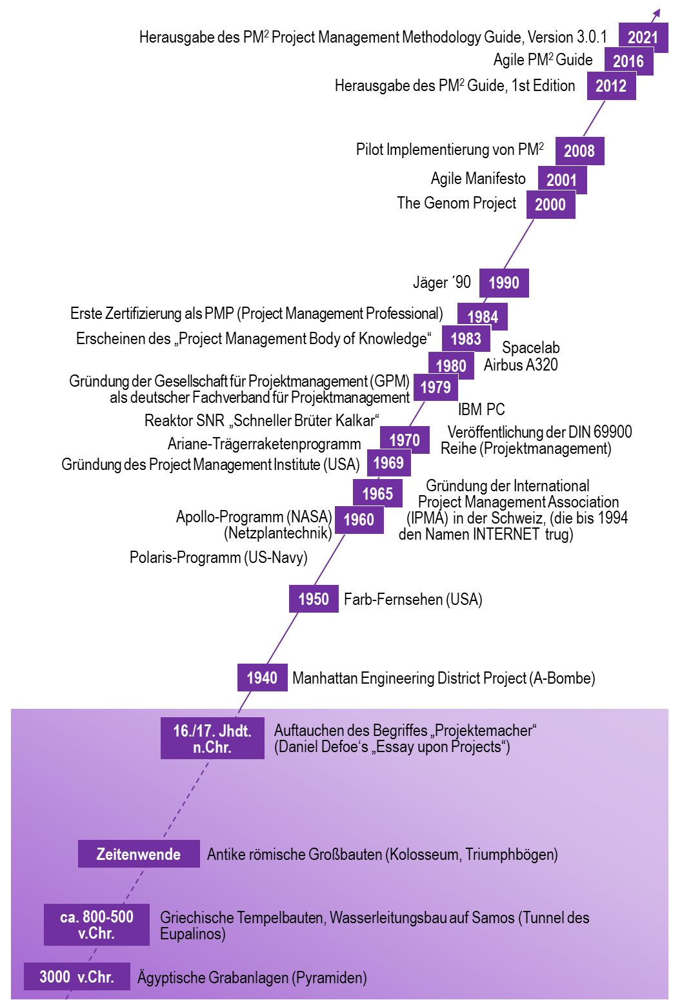 Herausgabe des PM² Project Management Methodology Guide, Version 3.0.1
2021
Agile PM² Guide
2016
Herausgabe des PM² Guide, 1st Edition
2012
Pilot Implementierung von PM²
2008
Agile Manifesto
2001
The Genom Project
2000
Jäger ´90
1990
Erste Zertifizierung als PMP (Project Management Professional)
1984
Erscheinen des „Project Management Body of Knowledge“
1983
Spacelab
1980
Airbus A320
Gründung der Gesellschaft für Projektmanagement (GPM)
als deutscher Fachverband für Projektmanagement
1979
IBM PC
Reaktor SNR „Schneller Brüter Kalkar“
Ariane-Trägerraketenprogramm
1970
Veröffentlichung der DIN 69900
Reihe (Projektmanagement)
Gründung des Project Management Institute (USA)
1969
1965
Gründung der International
Project Management Association
(IPMA) in der Schweiz, (die bis 1994
den Namen INTERNET trug)
Apollo-Programm (NASA)
(Netzplantechnik)
1960
Polaris-Programm (US-Navy)
1950
Farb-Fernsehen (USA)
1940
Manhattan Engineering District Project (A-Bombe)
16./17. Jhdt.
n.Chr.
Auftauchen des Begriffes „Projektemacher“
(Daniel Defoe‘s „Essay upon Projects“)
Zeitenwende
Antike römische Großbauten (Kolosseum, Triumphbögen)
ca. 800-500
v.Chr.
Griechische Tempelbauten, Wasserleitungsbau auf Samos (Tunnel des
Eupalinos)
3000 v.Chr.
Ägyptische Grabanlagen (Pyramiden)